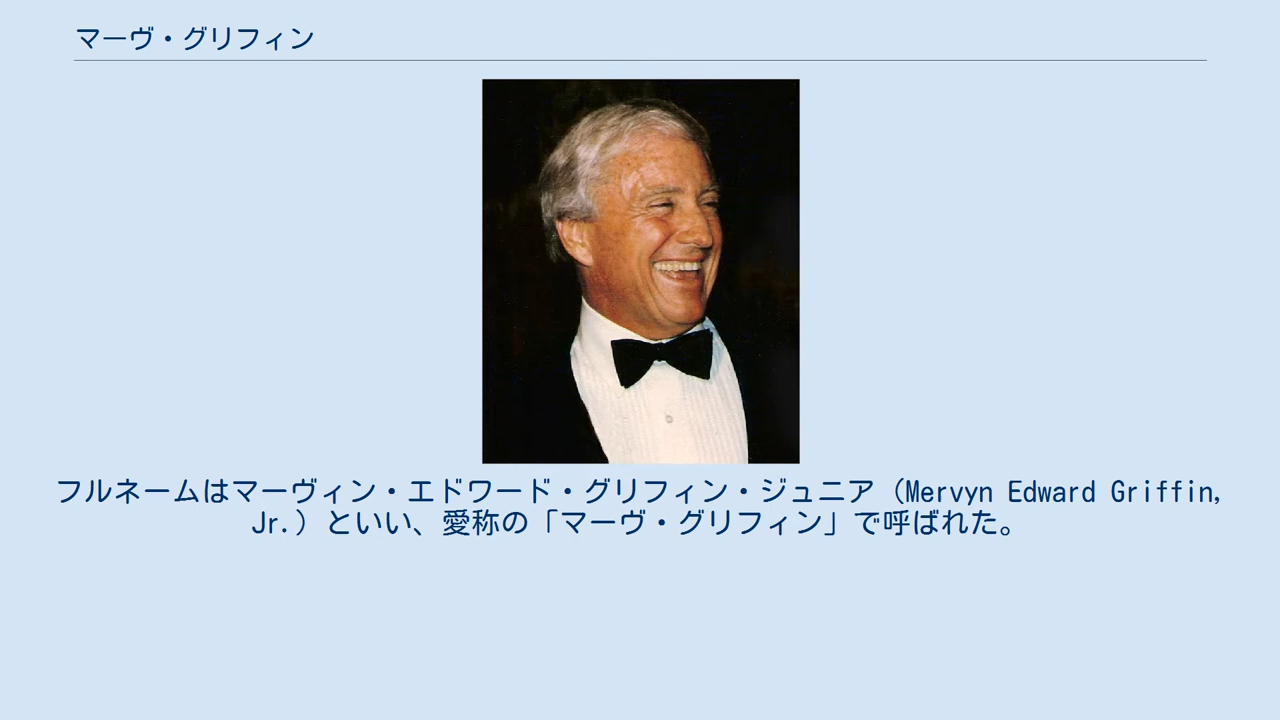 マーヴ・グリフィン
フルネームはマーヴィン・エドワード・グリフィン・ジュニア（Mervyn Edward Griffin,
Jr.）といい、愛称の「マーヴ・グリフィン」で呼ばれた。